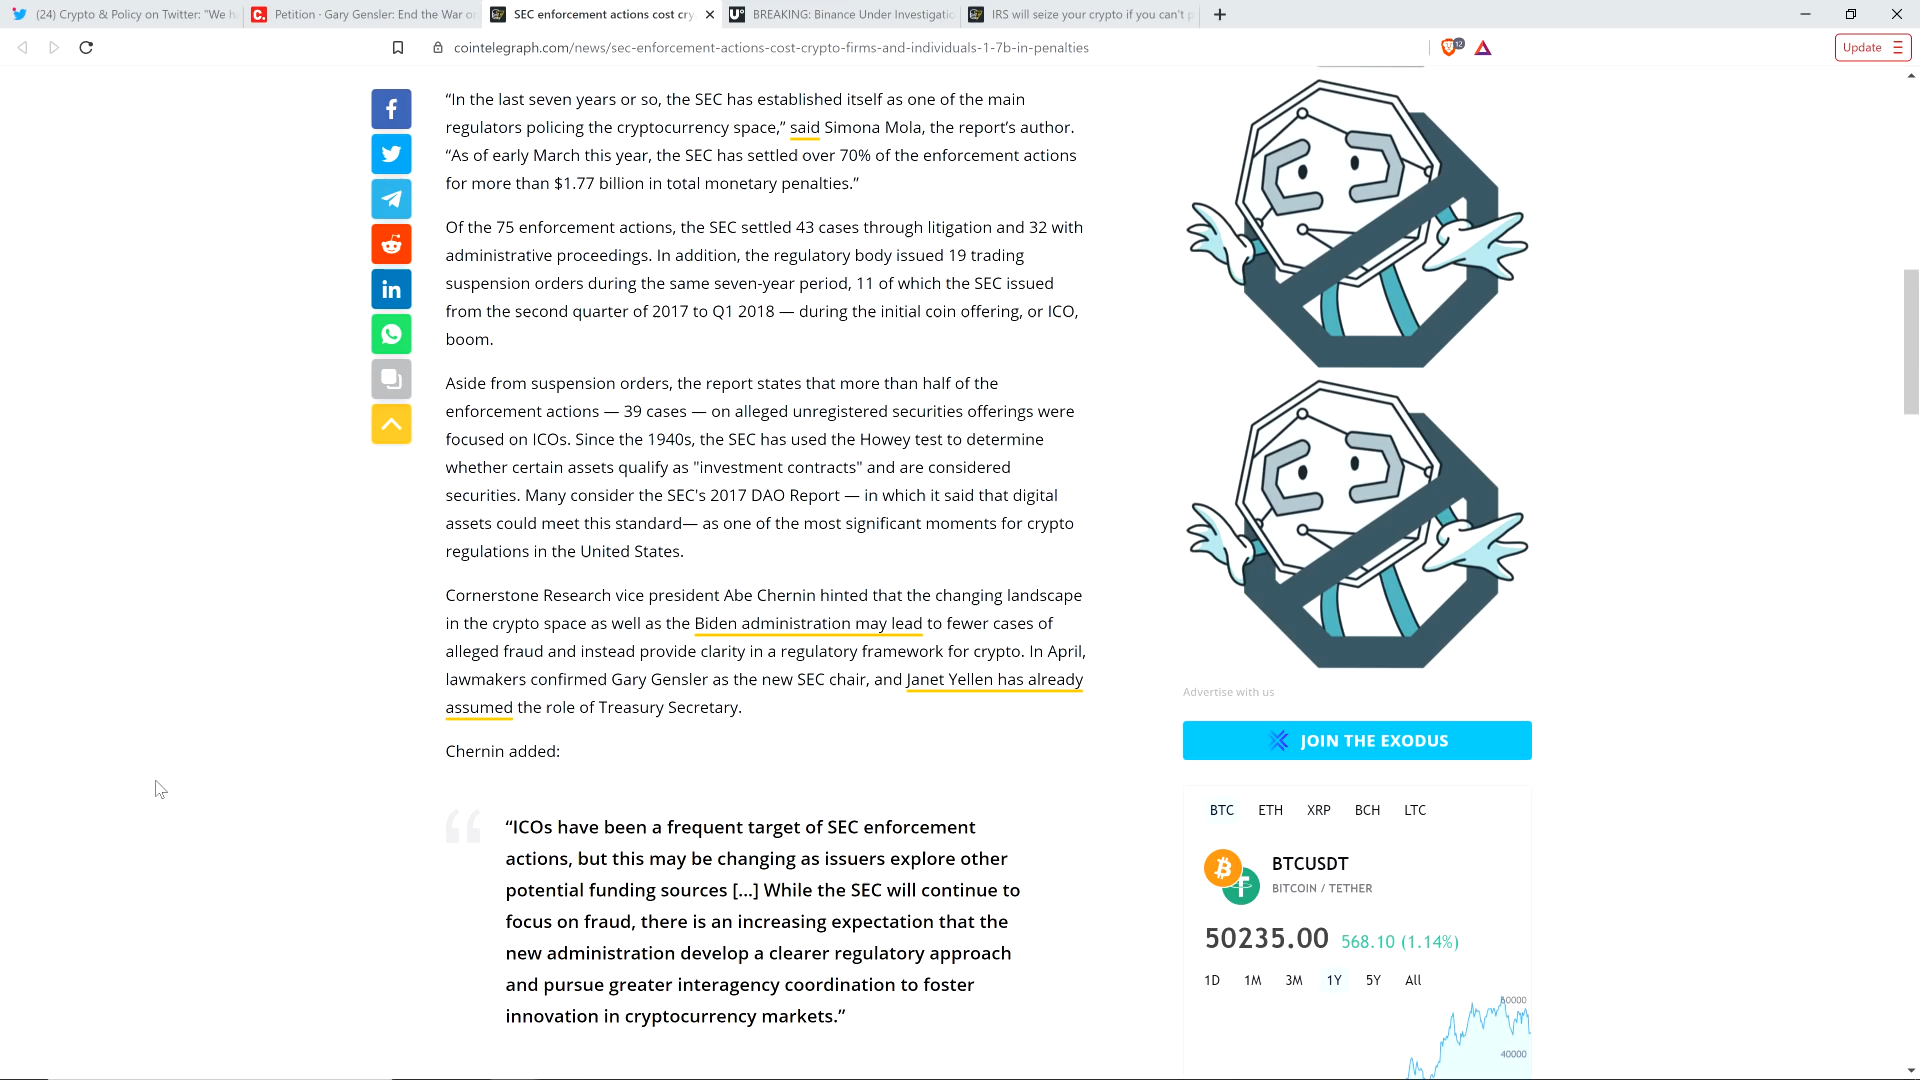 (24) Crypto & Policy on Twitter: "We h
Petition · Gary Gensler: End the War o
SEC enforcement actions cost cry
BREAKING: Binance Under Investigati
IRS will seize your crypto if you can't p
cointelegraph.com/news/sec-enforcement-actions-cost-crypto-firms-and-individuals-1-7b-in-penalties
12
Update
“In the last seven years or so, the SEC has established itself as one of the main
regulators policing the cryptocurrency space,” said Simona Mola, the report’s author.
“As of early March this year, the SEC has settled over 70% of the enforcement actions
for more than $1.77 billion in total monetary penalties.”
Of the 75 enforcement actions, the SEC settled 43 cases through litigation and 32 with
administrative proceedings. In addition, the regulatory body issued 19 trading
suspension orders during the same seven-year period, 11 of which the SEC issued
from the second quarter of 2017 to Q1 2018 — during the initial coin offering, or ICO,
boom.
Aside from suspension orders, the report states that more than half of the
enforcement actions — 39 cases — on alleged unregistered securities offerings were
focused on ICOs. Since the 1940s, the SEC has used the Howey test to determine
whether certain assets qualify as "investment contracts" and are considered
securities. Many consider the SEC's 2017 DAO Report — in which it said that digital
assets could meet this standard— as one of the most significant moments for crypto
regulations in the United States.
Cornerstone Research vice president Abe Chernin hinted that the changing landscape
in the crypto space as well as the Biden administration may lead to fewer cases of
alleged fraud and instead provide clarity in a regulatory framework for crypto. In April,
lawmakers confirmed Gary Gensler as the new SEC chair, and Janet Yellen has already
assumed the role of Treasury Secretary.
Chernin added:
“ICOs have been a frequent target of SEC enforcement
actions, but this may be changing as issuers explore other
potential funding sources [...] While the SEC will continue to
focus on fraud, there is an increasing expectation that the
new administration develop a clearer regulatory approach
and pursue greater interagency coordination to foster
innovation in cryptocurrency markets.”
Advertise with us
JOIN THE EXODUS
BTC ETH XRP BCH LTC
BTCUSDT
BITCOIN / TETHER
50235.00 568.10 (1.14%)
1D 1M 3M 1Y 5Y All
60000
40000